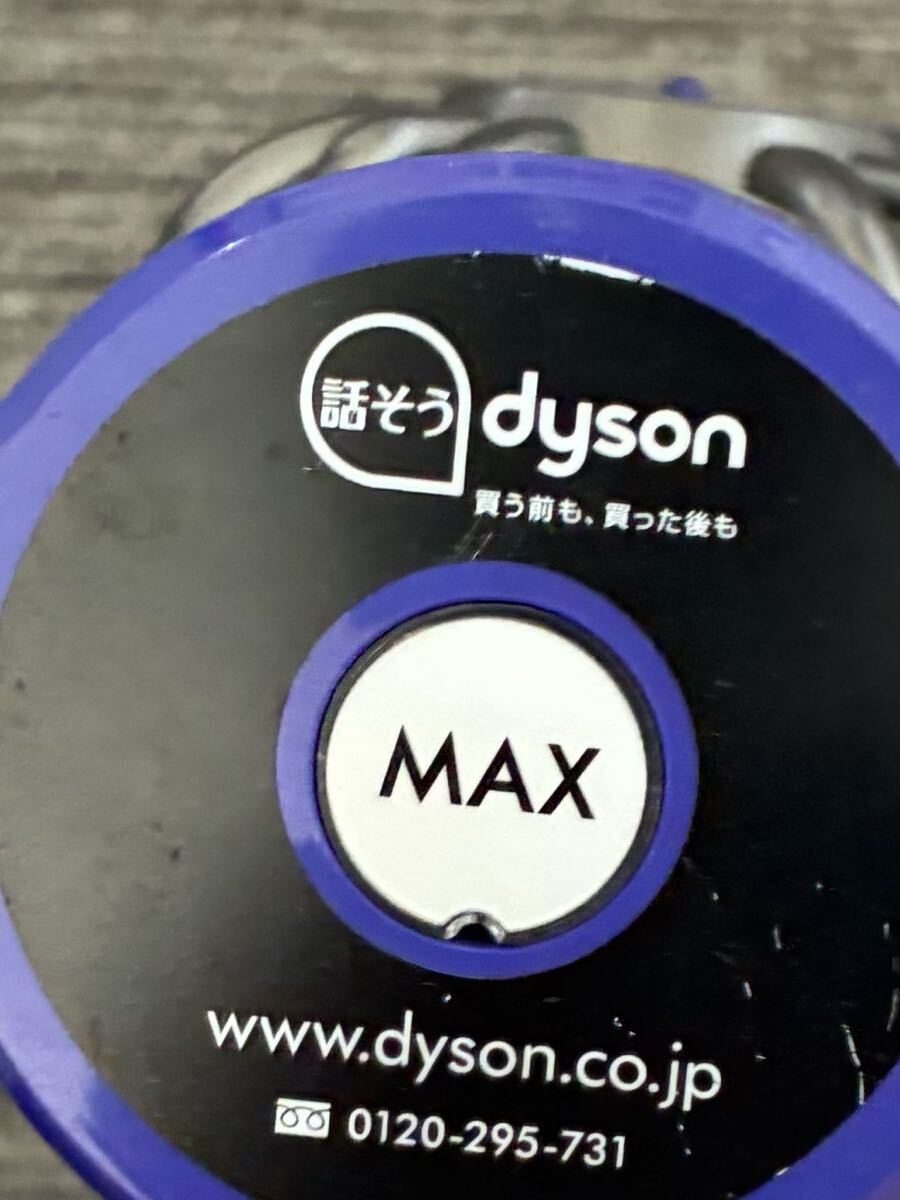 話そう dyson
買う前も、買った後も
MAX
www.dyson.co.jp
0120-295-731